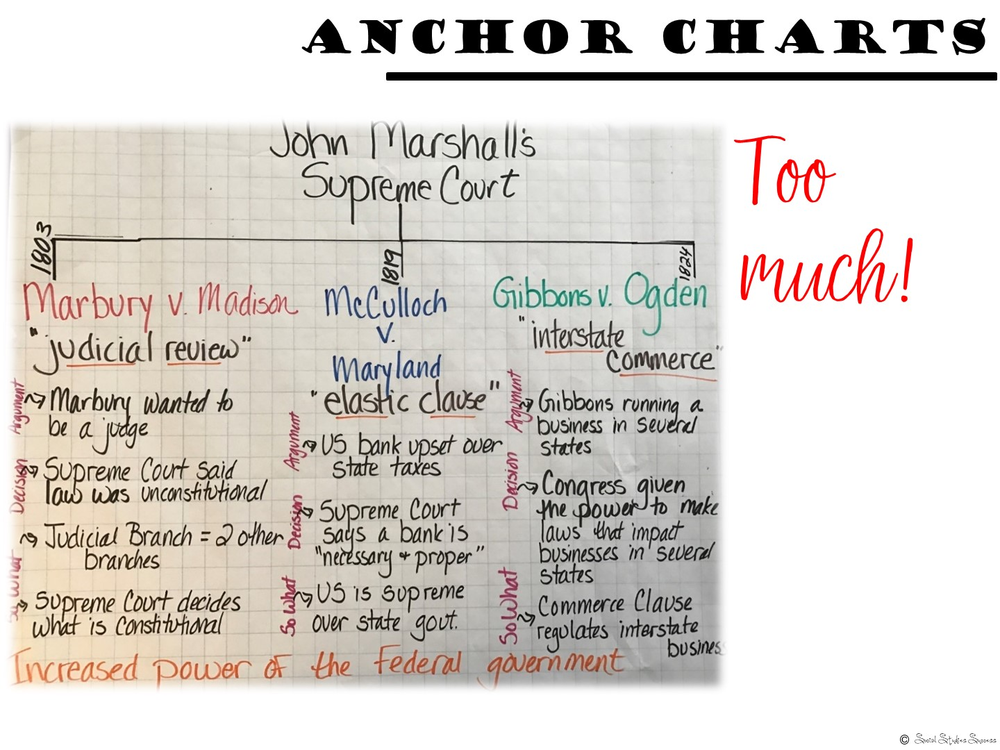 ANCHOR CHARTS
Too
much!
John Marshall's
Supreme Court
1803
1819
1824
Marbury v. Madison
"judicial review"
Argument
Marbury wanted to
be a judge
Decision
Supreme Court said
law was unconstitutional
So What
Judicial Branch = 2 other
branches
Supreme Court decides
what is constitutional
McCulloch
v.
Maryland
"elastic clause"
Argument
US bank upset over
state taxes
Decision
Supreme Court
says a bank is
"necessary + proper"
So What
US is supreme
over state govt.
Gibbons v. Ogden
"interstate
commerce"
Argument
Gibbons running a
business in several
states
Decision
Congress given
the power to make
laws that impact
businesses in several
states
So What
Commerce Clause
regulates interstate
business
Increased power of the Federal government
© Social Studies Success